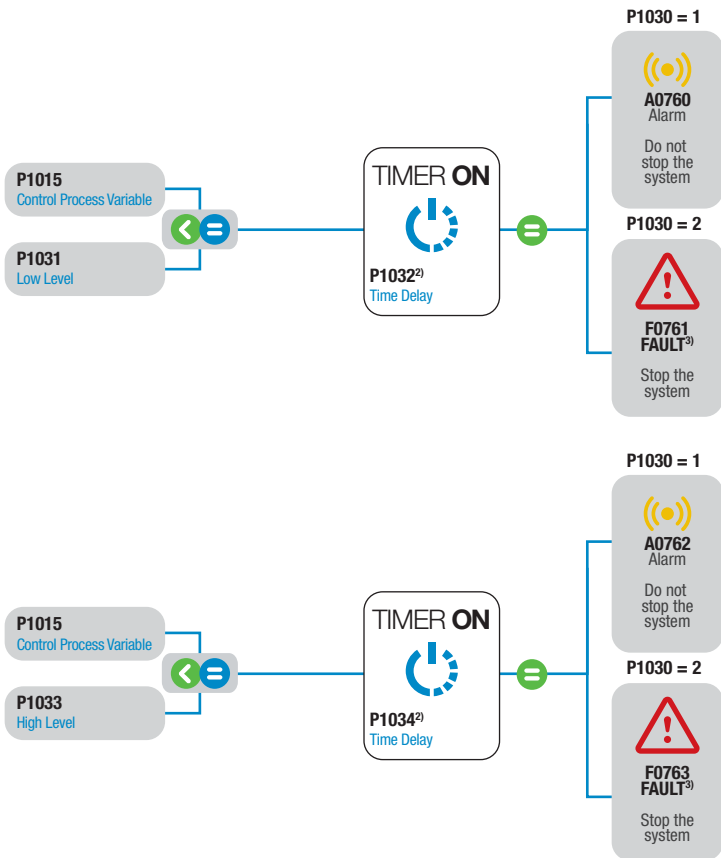 P1030 = 1
A0760
Alarm
Do not
stop the
system
P1015
Control Process Variable
P1031
Low Level
< =
TIMER ON
P1032²⁾
Time Delay
=
P1030 = 2
!
F0761
FAULT³⁾
Stop the
system
P1030 = 1
A0762
Alarm
Do not
stop the
system
P1015
Control Process Variable
P1033
High Level
< =
TIMER ON
P1034²⁾
Time Delay
=
P1030 = 2
!
F0763
FAULT³⁾
Stop the
system